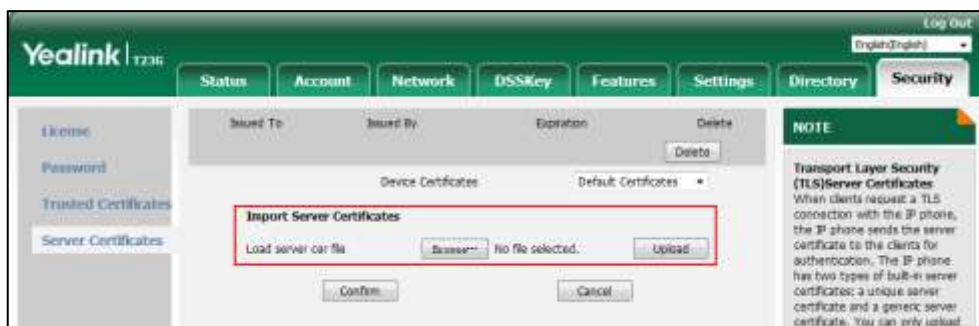 Log Out
English(English)
Yealink
Status Account Network DSSKey Features Settings Directory Security
License
Password
Trusted Certificates
Server Certificates
Issued To Issued By Expiration Delete
Delete
Device Certificates Default Certificates
Import Server Certificates
Load server cer file Browse… No file selected. Upload
Confirm Cancel
NOTE
Transport Layer Security
(TLS)Server Certificates
When clients request a TLS
connection with the IP phone,
the IP phone sends the server
certificate to the clients for
authentication. The IP phone
has two types of built-in server
certificates: a unique server
certificate and a generic server
certificate. You can only upload